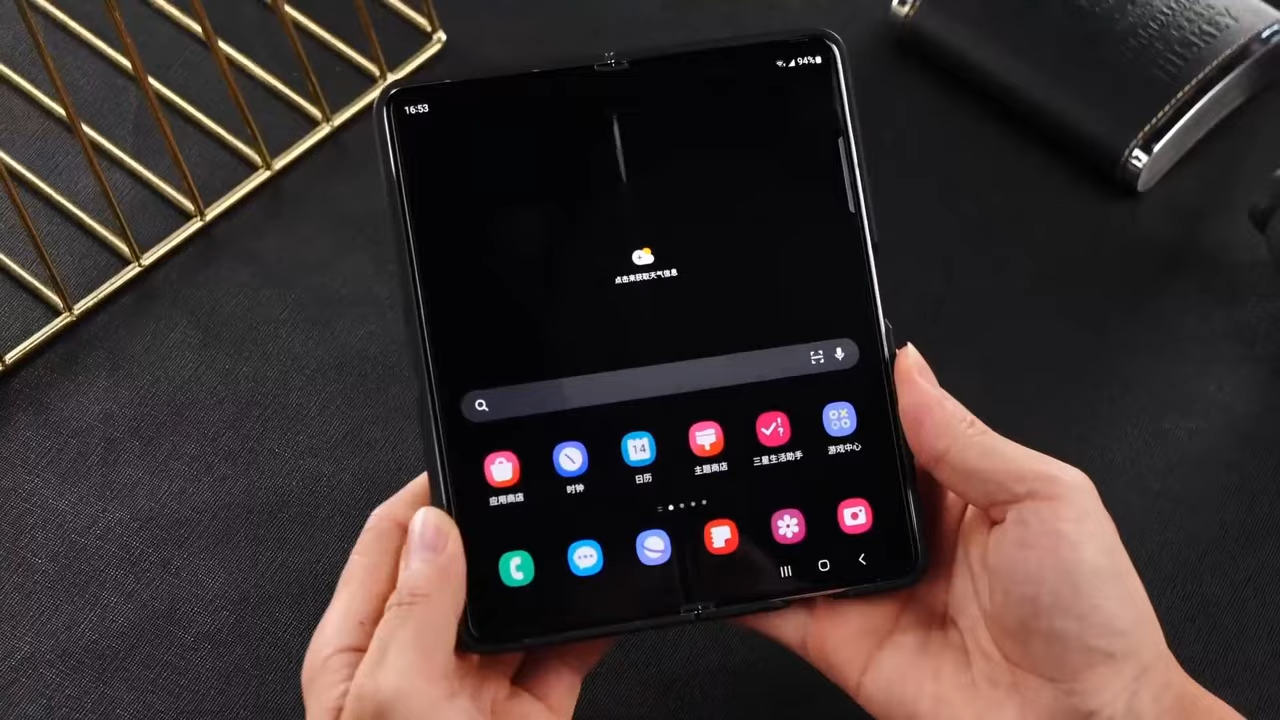 16:53
94%
点击来获取天气信息
应用商店
时钟
14
日历
主题商店
三星生活助手
游戏中心